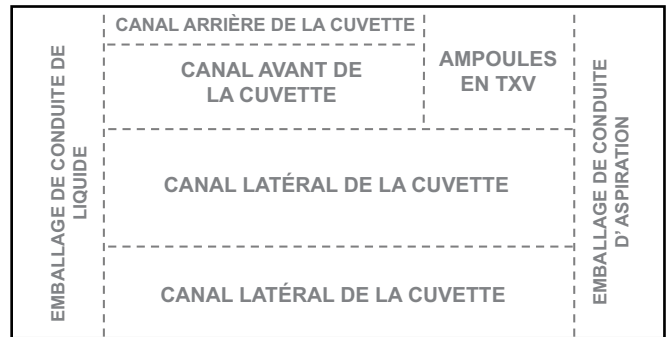 EMBALLAGE DE CONDUITE DE
LIQUIDE
CANAL ARRIÈRE DE LA CUVETTE
CANAL AVANT DE
LA CUVETTE
AMPOULES
EN TXV
CANAL LATÉRAL DE LA CUVETTE
CANAL LATÉRAL DE LA CUVETTE
EMBALLAGE DE CONDUITE
D' ASPIRATION